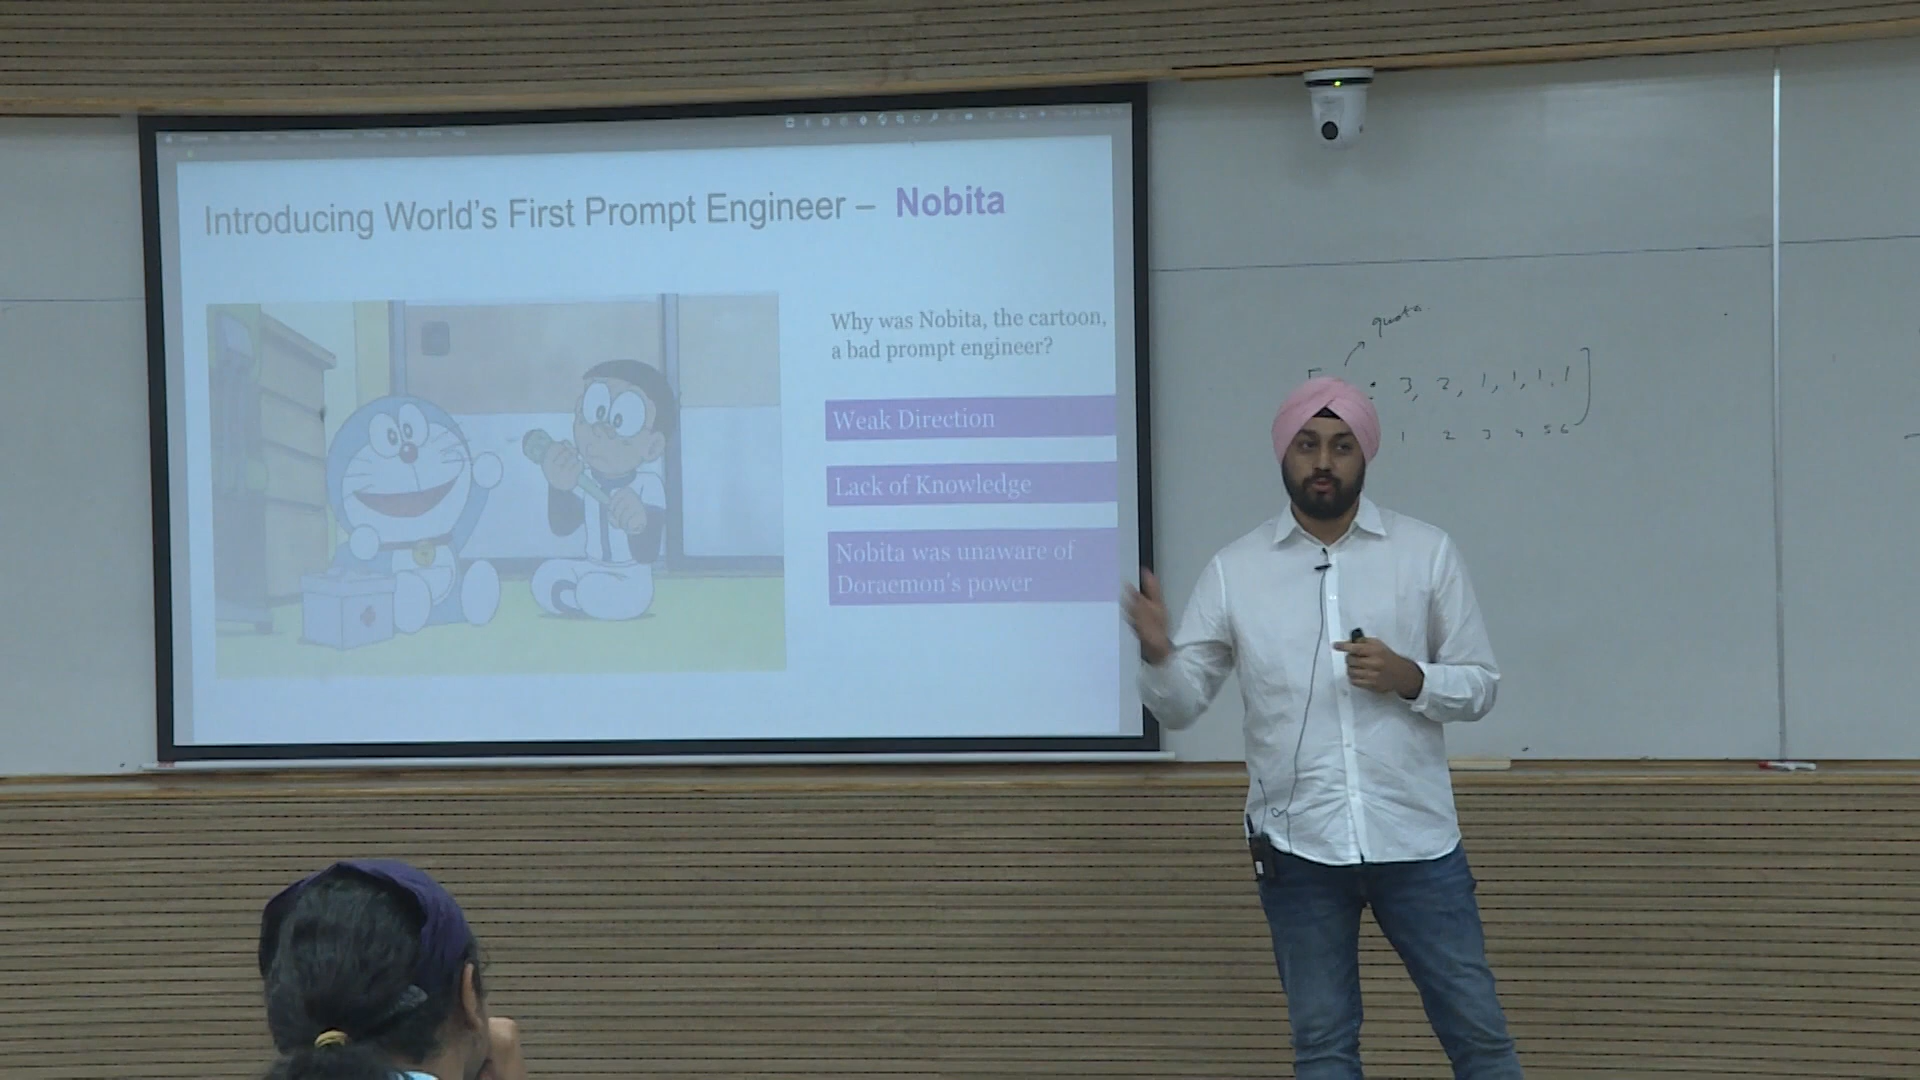 Introducing World's First Prompt Engineer – Nobita
Why was Nobita, the cartoon,
a bad prompt engineer?
Weak Direction
Lack of Knowledge
Nobita was unaware of
Doraemon's power
quota
3, 2, 1, 1, 1, 1
1 2 3 4 5 6